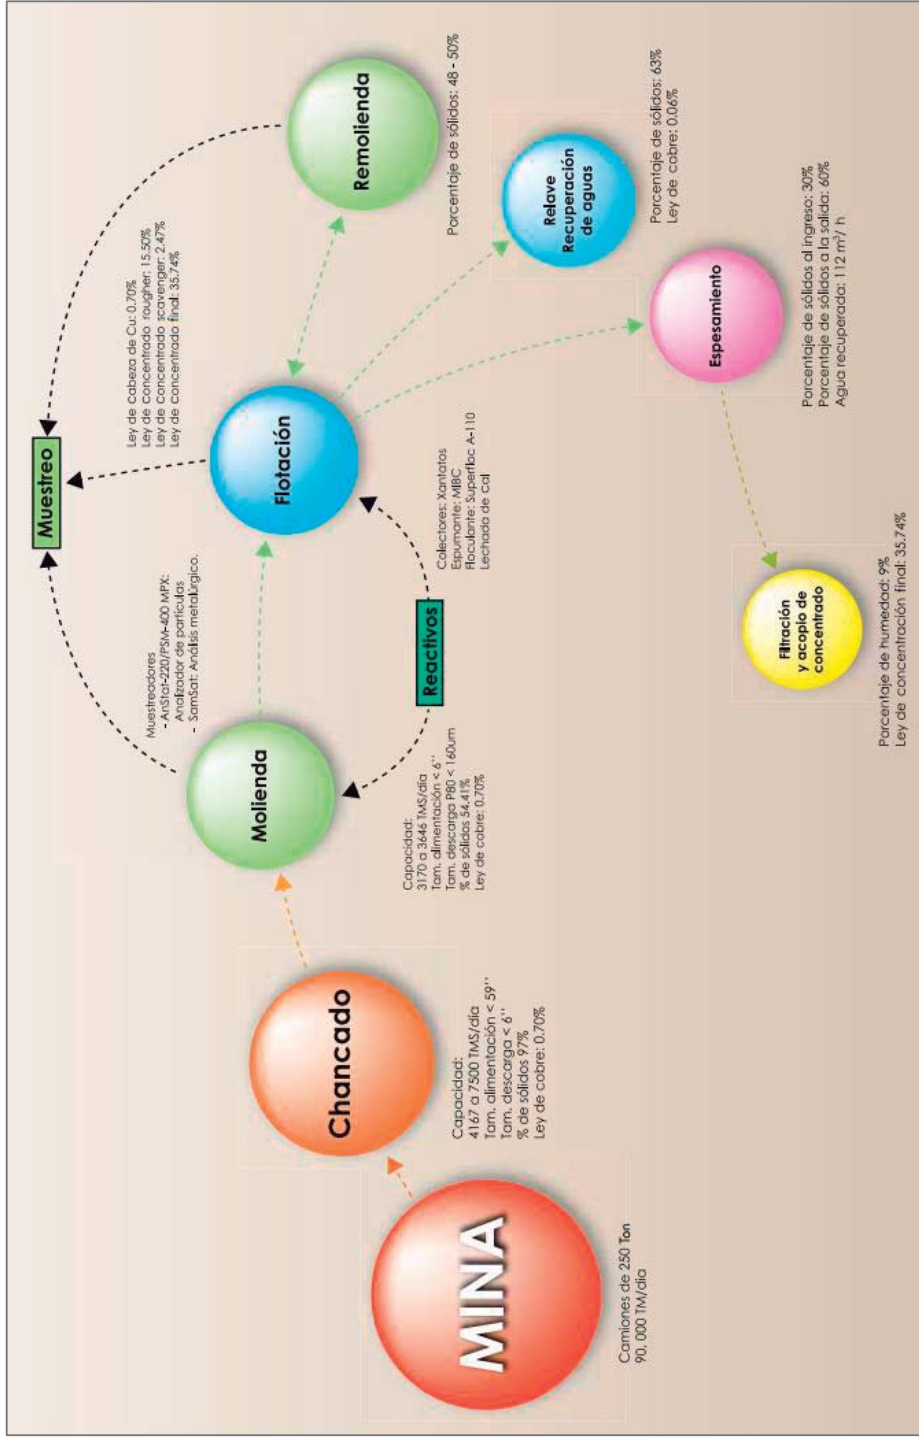 MINA
Camiones de 250 Ton
90, 000 TM/día
Chancado
Capacidad:
4167 a 7500 TMS/día
Tam. alimentación < 59''
Tam. descarga < 6''
% de sólidos 97%
Ley de cobre: 0.70%
Molienda
Capacidad:
3170 a 3646 TMS/día
Tam. alimentación < 6''
Tam. descarga P80 < 160um
% de sólidos 54.41%
Ley de cobre: 0.70%
Muestreadores
- AnStat-220/PSM-400 MPX:
Analizador de partículas
- SamSat: Análisis metalúrgico.
Muestreo
Reactivos
Colectores: Xantatos
Espumante: MIBC
Floculante: Superfloc A-110
Lechada de Cal
Flotación
Ley de cabeza de Cu: 0.70%
Ley de concentrado rougher: 15.50%
Ley de concentrado scavenger: 2.47%
Ley de concentrado final: 35.74%
Remolienda
Porcentaje de sólidos: 48 - 50%
Relave
Recuperación
de aguas
Porcentaje de sólidos: 63%
Ley de cobre: 0.06%
Espesamiento
Porcentaje de sólidos al ingreso: 30%
Porcentaje de sólidos a la salida: 60%
Agua recuperada: 112 m³/ h
Filtración
y acopio de
concentrado
Porcentaje de humedad: 9%
Ley de concentración final: 35.74%